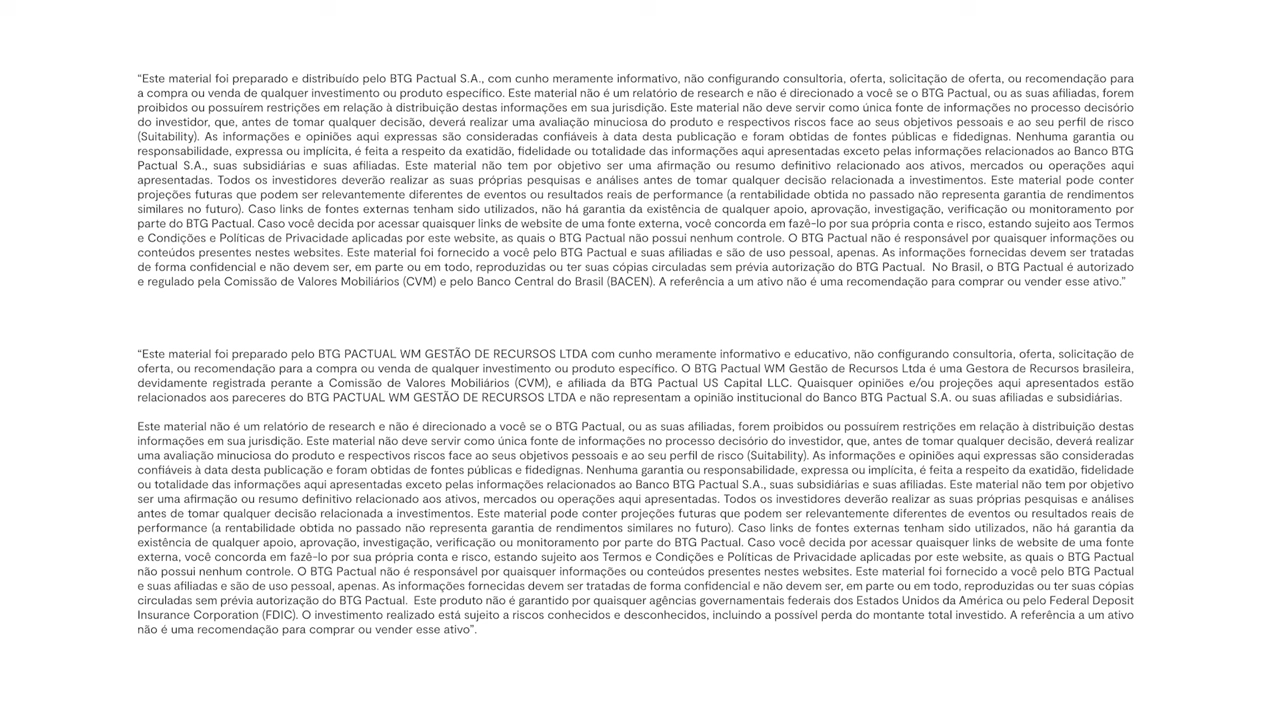 “Este material foi preparado e distribuído pelo BTG Pactual S.A., com cunho meramente informativo, não configurando consultoria, oferta, solicitação de oferta, ou recomendação para
a compra ou venda de qualquer investimento ou produto específico. Este material não é um relatório de research e não é direcionado a você se o BTG Pactual, ou as suas afiliadas, forem
proibidos ou possuírem restrições em relação à distribuição destas informações em sua jurisdição. Este material não deve servir como única fonte de informações no processo decisório
do investidor, que, antes de tomar qualquer decisão, deverá realizar uma avaliação minuciosa do produto e respectivos riscos face ao seus objetivos pessoais e ao seu perfil de risco
(Suitability). As informações e opiniões aqui expressas são consideradas confiáveis à data desta publicação e foram obtidas de fontes públicas e fidedignas. Nenhuma garantia ou
responsabilidade, expressa ou implícita, é feita a respeito da exatidão, fidelidade ou totalidade das informações aqui apresentadas exceto pelas informações relacionados ao Banco BTG
Pactual S.A., suas subsidiárias e suas afiliadas. Este material não tem por objetivo ser uma afirmação ou resumo definitivo relacionado aos ativos, mercados ou operações aqui
apresentadas. Todos os investidores deverão realizar as suas próprias pesquisas e análises antes de tomar qualquer decisão relacionada a investimentos. Este material pode conter
projeções futuras que podem ser relevantemente diferentes de eventos ou resultados reais de performance (a rentabilidade obtida no passado não representa garantia de rendimentos
similares no futuro). Caso links de fontes externas tenham sido utilizados, não há garantia da existência de qualquer apoio, aprovação, investigação, verificação ou monitoramento por
parte do BTG Pactual. Caso você decida por acessar quaisquer links de website de uma fonte externa, você concorda em fazê-lo por sua própria conta e risco, estando sujeito aos Termos
e Condições e Políticas de Privacidade aplicadas por este website, as quais o BTG Pactual não possui nenhum controle. O BTG Pactual não é responsável por quaisquer informações ou
conteúdos presentes nestes websites. Este material foi fornecido a você pelo BTG Pactual e suas afiliadas e são de uso pessoal, apenas. As informações fornecidas devem ser tratadas
de forma confidencial e não devem ser, em parte ou em todo, reproduzidas ou ter suas cópias circuladas sem prévia autorização do BTG Pactual. No Brasil, o BTG Pactual é autorizado
e regulado pela Comissão de Valores Mobiliários (CVM) e pelo Banco Central do Brasil (BACEN). A referência a um ativo não é uma recomendação para comprar ou vender esse ativo.”
“Este material foi preparado pelo BTG PACTUAL WM GESTÃO DE RECURSOS LTDA com cunho meramente informativo e educativo, não configurando consultoria, oferta, solicitação de
oferta, ou recomendação para a compra ou venda de qualquer investimento ou produto específico. O BTG Pactual WM Gestão de Recursos Ltda é uma Gestora de Recursos brasileira,
devidamente registrada perante a Comissão de Valores Mobiliários (CVM), e afiliada da BTG Pactual US Capital LLC. Quaisquer opiniões e/ou projeções aqui apresentados estão
relacionados aos pareceres do BTG PACTUAL WM GESTÃO DE RECURSOS LTDA e não representam a opinião institucional do Banco BTG Pactual S.A. ou suas afiliadas e subsidiárias.
Este material não é um relatório de research e não é direcionado a você se o BTG Pactual, ou as suas afiliadas, forem proibidos ou possuírem restrições em relação à distribuição destas
informações em sua jurisdição. Este material não deve servir como única fonte de informações no processo decisório do investidor, que, antes de tomar qualquer decisão, deverá realizar
uma avaliação minuciosa do produto e respectivos riscos face ao seus objetivos pessoais e ao seu perfil de risco (Suitability). As informações e opiniões aqui expressas são consideradas
confiáveis à data desta publicação e foram obtidas de fontes públicas e fidedignas. Nenhuma garantia ou responsabilidade, expressa ou implícita, é feita a respeito da exatidão, fidelidade
ou totalidade das informações aqui apresentadas exceto pelas informações relacionados ao Banco BTG Pactual S.A., suas subsidiárias e suas afiliadas. Este material não tem por objetivo
ser uma afirmação ou resumo definitivo relacionado aos ativos, mercados ou operações aqui apresentadas. Todos os investidores deverão realizar as suas próprias pesquisas e análises
antes de tomar qualquer decisão relacionada a investimentos. Este material pode conter projeções futuras que podem ser relevantemente diferentes de eventos ou resultados reais de
performance (a rentabilidade obtida no passado não representa garantia de rendimentos similares no futuro). Caso links de fontes externas tenham sido utilizados, não há garantia da
existência de qualquer apoio, aprovação, investigação, verificação ou monitoramento por parte do BTG Pactual. Caso você decida por acessar quaisquer links de website de uma fonte
externa, você concorda em fazê-lo por sua própria conta e risco, estando sujeito aos Termos e Condições e Políticas de Privacidade aplicadas por este website, as quais o BTG Pactual
não possui nenhum controle. O BTG Pactual não é responsável por quaisquer informações ou conteúdos presentes nestes websites. Este material foi fornecido a você pelo BTG Pactual
e suas afiliadas e são de uso pessoal, apenas. As informações fornecidas devem ser tratadas de forma confidencial e não devem ser, em parte ou em todo, reproduzidas ou ter suas cópias
circuladas sem prévia autorização do BTG Pactual. Este produto não é garantido por quaisquer agências governamentais federais dos Estados Unidos da América ou pelo Federal Deposit
Insurance Corporation (FDIC). O investimento realizado está sujeito a riscos conhecidos e desconhecidos, incluindo a possível perda do montante total investido. A referência a um ativo
não é uma recomendação para comprar ou vender esse ativo”.